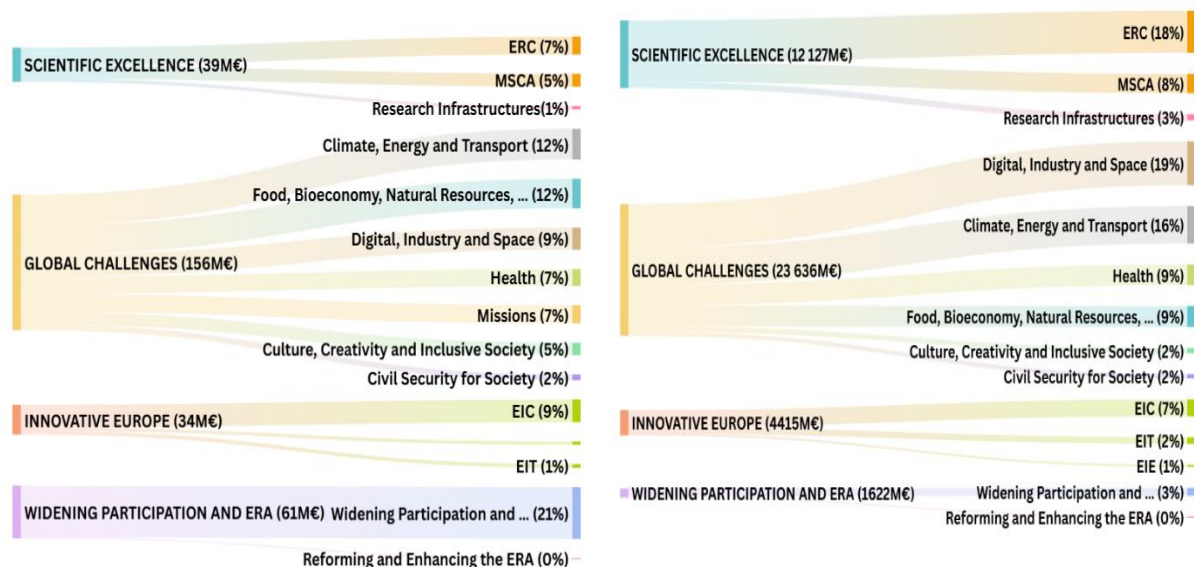 ERC (7%)
SCIENTIFIC EXCELLENCE (39M€)
MSCA (5%)
Research Infrastructures(1%)
Climate, Energy and Transport (12%)
Food, Bioeconomy, Natural Resources, ... (12%)
Digital, Industry and Space (9%)
GLOBAL CHALLENGES (156M€)
Health (7%)
Missions (7%)
Culture, Creativity and Inclusive Society (5%)
Civil Security for Society (2%)
EIC (9%)
INNOVATIVE EUROPE (34M€)
EIT (1%)
WIDENING PARTICIPATION AND ERA (61M€)
Widening Participation and ... (21%)
Reforming and Enhancing the ERA (0%)
ERC (18%)
SCIENTIFIC EXCELLENCE (12 127M€)
MSCA (8%)
Research Infrastructures (3%)
Digital, Industry and Space (19%)
Climate, Energy and Transport (16%)
GLOBAL CHALLENGES (23 636M€)
Health (9%)
Food, Bioeconomy, Natural Resources, ... (9%)
Culture, Creativity and Inclusive Society (2%)
Civil Security for Society (2%)
EIC (7%)
INNOVATIVE EUROPE (4415M€)
EIT (2%)
EIE (1%)
WIDENING PARTICIPATION AND ERA (1622M€)
Widening Participation and ... (3%)
Reforming and Enhancing the ERA (0%)